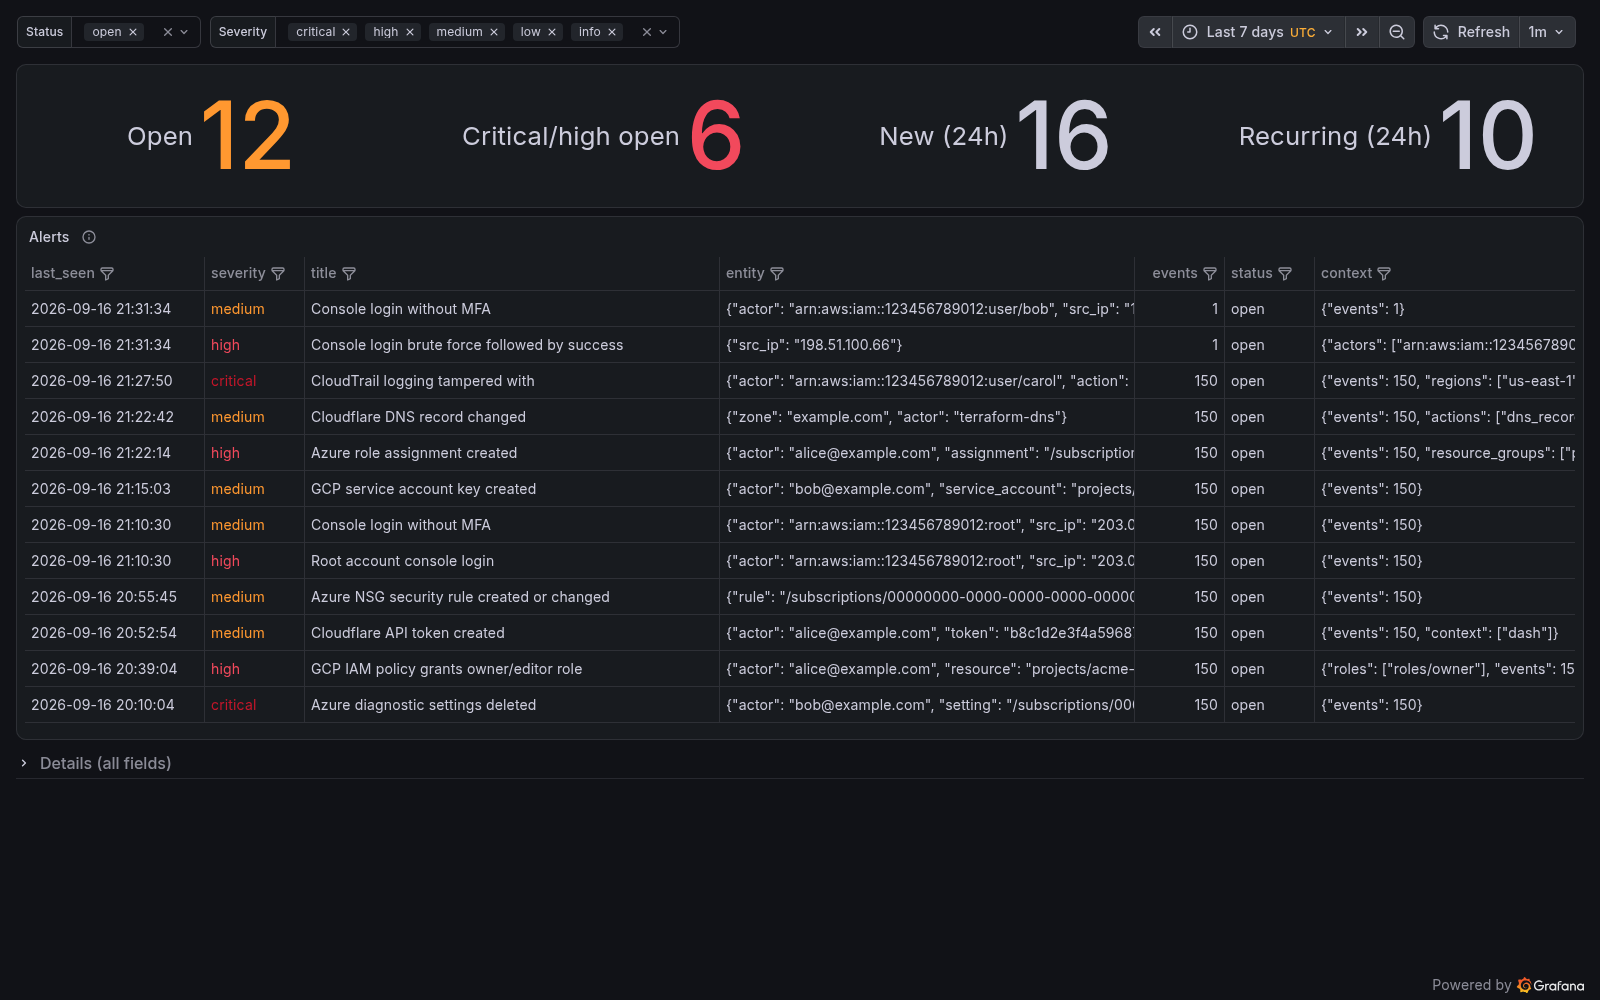 Status open Severity critical high medium low info Last 7 days UTC Refresh 1m
Open 12 Critical/high open 6 New (24h) 16 Recurring (24h) 10
Alerts
last_seen severity title entity events status context
2026-09-16 21:31:34 medium Console login without MFA {"actor": "arn:aws:iam::123456789012:user/bob", "src_ip": "1 1 open {"events": 1}
2026-09-16 21:31:34 high Console login brute force followed by success {"src_ip": "198.51.100.66"} 1 open {"actors": ["arn:aws:iam::1234567890
2026-09-16 21:27:50 critical CloudTrail logging tampered with {"actor": "arn:aws:iam::123456789012:user/carol", "action": 150 open {"events": 150, "regions": ["us-east-1"
2026-09-16 21:22:42 medium Cloudflare DNS record changed {"zone": "example.com", "actor": "terraform-dns"} 150 open {"events": 150, "actions": ["dns_recor
2026-09-16 21:22:14 high Azure role assignment created {"actor": "alice@example.com", "assignment": "/subscription 150 open {"events": 150, "resource_groups": ["p
2026-09-16 21:15:03 medium GCP service account key created {"actor": "bob@example.com", "service_account": "projects/ 150 open {"events": 150}
2026-09-16 21:10:30 medium Console login without MFA {"actor": "arn:aws:iam::123456789012:root", "src_ip": "203.0 150 open {"events": 150}
2026-09-16 21:10:30 high Root account console login {"actor": "arn:aws:iam::123456789012:root", "src_ip": "203.0 150 open {"events": 150}
2026-09-16 20:55:45 medium Azure NSG security rule created or changed {"rule": "/subscriptions/00000000-0000-0000-0000-00000 150 open {"events": 150}
2026-09-16 20:52:54 medium Cloudflare API token created {"actor": "alice@example.com", "token": "b8c1d2e3f4a5968 150 open {"events": 150, "context": ["dash"]}
2026-09-16 20:39:04 high GCP IAM policy grants owner/editor role {"actor": "alice@example.com", "resource": "projects/acme- 150 open {"roles": ["roles/owner"], "events": 15
2026-09-16 20:10:04 critical Azure diagnostic settings deleted {"actor": "bob@example.com", "setting": "/subscriptions/00 150 open {"events": 150}
Details (all fields)
Powered by Grafana